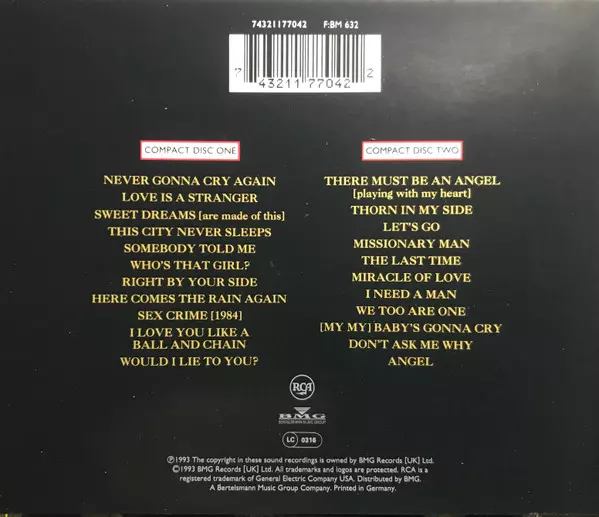 74321177042 F:BM 632
7 43211 77042 2
COMPACT DISC ONE
NEVER GONNA CRY AGAIN
LOVE IS A STRANGER
SWEET DREAMS [are made of this]
THIS CITY NEVER SLEEPS
SOMEBODY TOLD ME
WHO'S THAT GIRL?
RIGHT BY YOUR SIDE
HERE COMES THE RAIN AGAIN
SEX CRIME [1984]
I LOVE YOU LIKE A
BALL AND CHAIN
WOULD I LIE TO YOU?
COMPACT DISC TWO
THERE MUST BE AN ANGEL
[playing with my heart]
THORN IN MY SIDE
LET'S GO
MISSIONARY MAN
THE LAST TIME
MIRACLE OF LOVE
I NEED A MAN
WE TOO ARE ONE
[MY MY] BABY'S GONNA CRY
DON'T ASK ME WHY
ANGEL
RCA
BMG
BERTELSMANN MUSIC GROUP
LC 0316
Ⓟ1993 The copyright in these sound recordings is owned by BMG Records [UK] Ltd.
©1993 BMG Records [UK] Ltd. All trademarks and logos are protected. RCA is a
registered trademark of General Electric Company USA. Distributed by BMG.
A Bertelsmann Music Group Company. Printed in Germany.